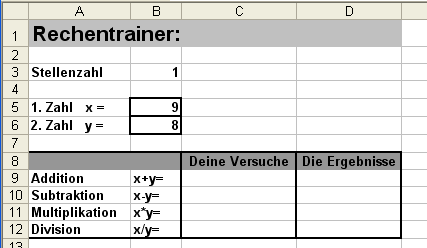 A B C D
1 Rechentrainer:
2
3 Stellenzahl 1
4
5 1. Zahl x = 9
6 2. Zahl y = 8
7
8 Deine Versuche Die Ergebnisse
9 Addition x+y=
10 Subtraktion x-y=
11 Multiplikation x*y=
12 Division x/y=
13